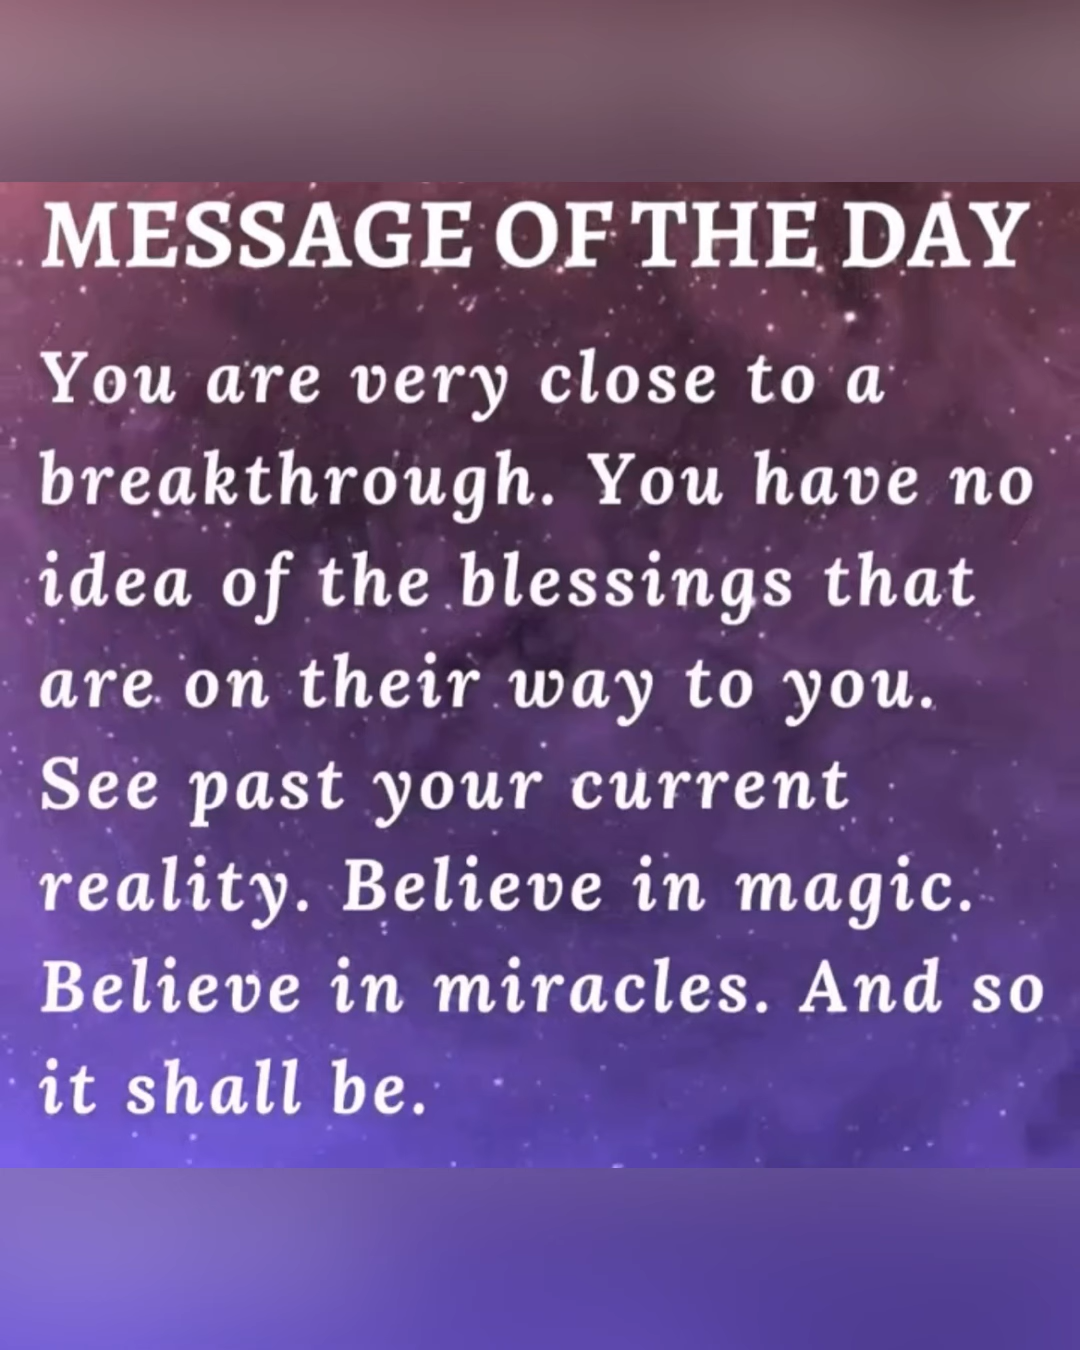 MESSAGE OF THE DAY
You are very close to a
breakthrough. You have no
idea of the blessings that
are on their way to you.
See past your current
reality. Believe in magic.
Believe in miracles. And so
it shall be.